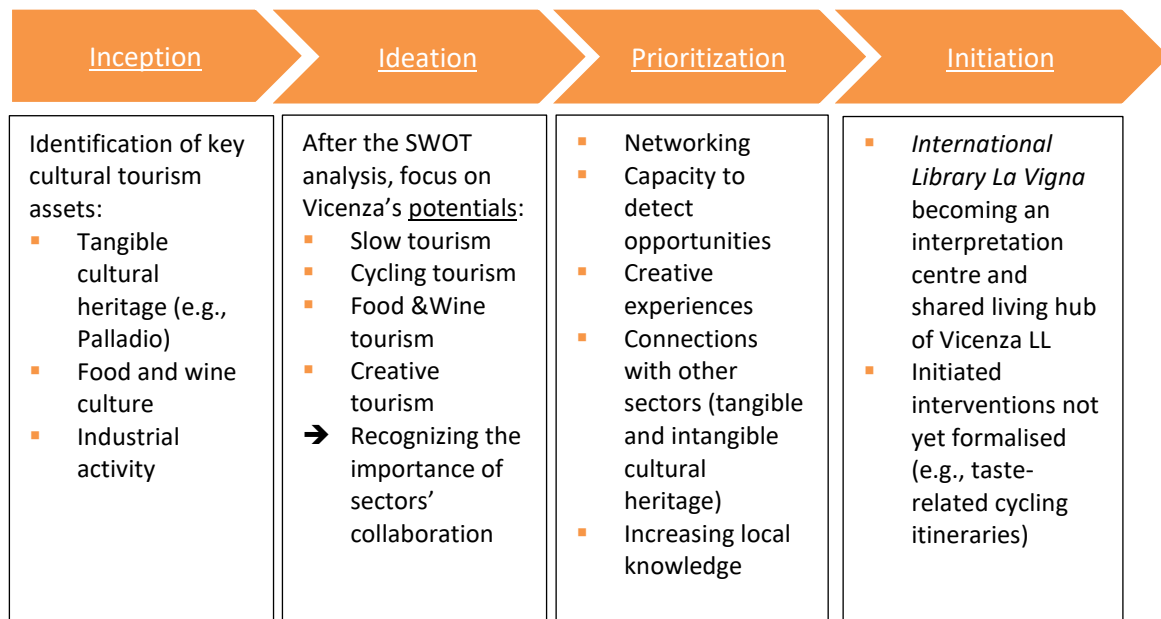 Inception
Ideation
Prioritization
Initiation
Identification of key
cultural tourism
assets:
▪ Tangible
cultural
heritage (e.g.,
Palladio)
▪ Food and wine
culture
▪ Industrial
activity
After the SWOT
analysis, focus on
Vicenza’s potentials:
▪ Slow tourism
▪ Cycling tourism
▪ Food &Wine
tourism
▪ Creative
tourism
➔ Recognizing the
importance of
sectors’
collaboration
▪ Networking
▪ Capacity to
detect
opportunities
▪ Creative
experiences
▪ Connections
with other
sectors (tangible
and intangible
cultural
heritage)
▪ Increasing local
knowledge
▪ International
Library La Vigna
becoming an
interpretation
centre and
shared living hub
of Vicenza LL
▪ Initiated
interventions not
yet formalised
(e.g., taste-
related cycling
itineraries)